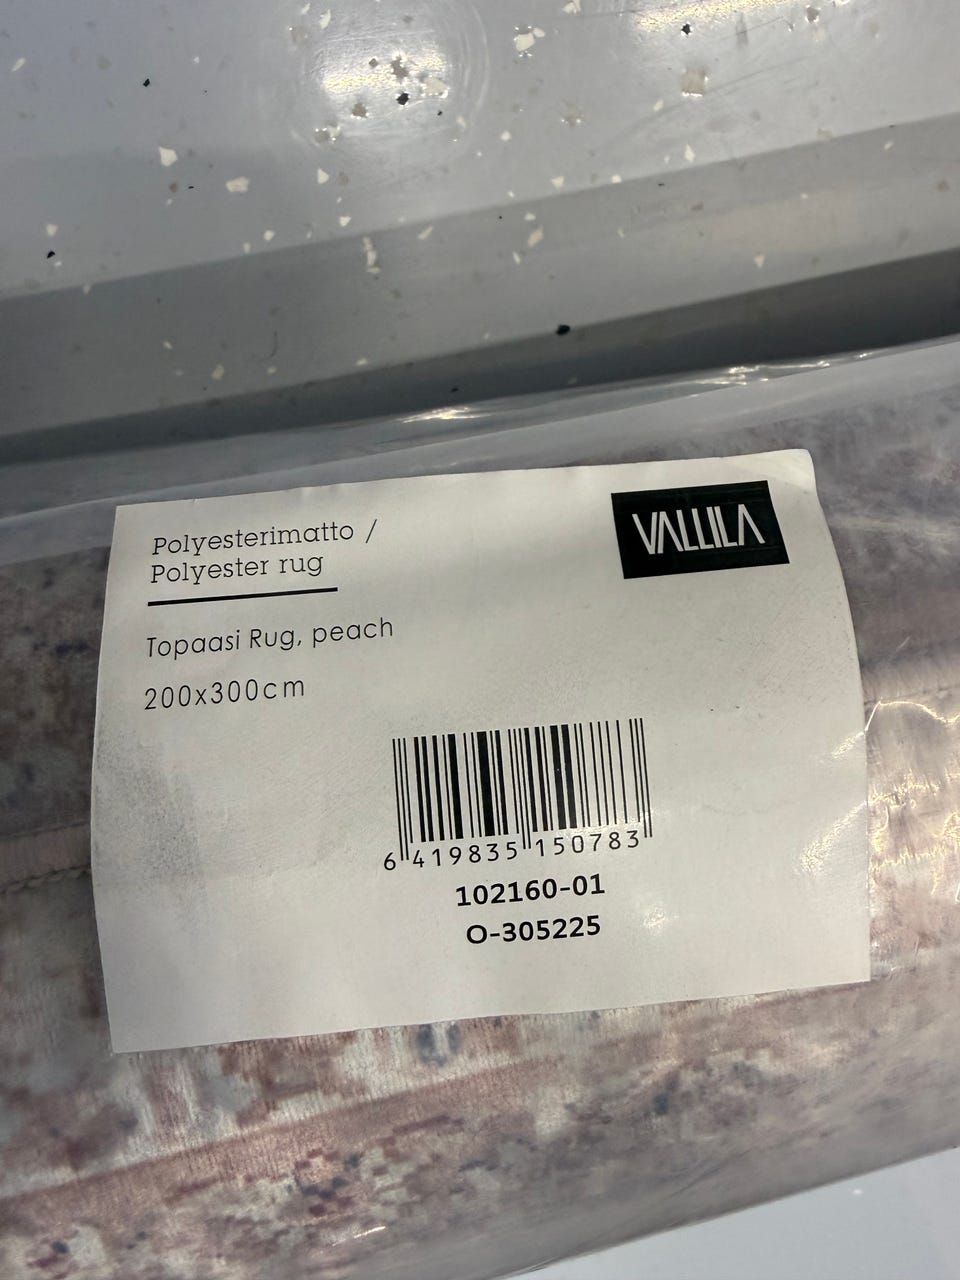 Polyesterimatto /
Polyester rug
VALLILA
Topaasi Rug, peach
200x300cm
6 419835 150783
102160-01
O-305225